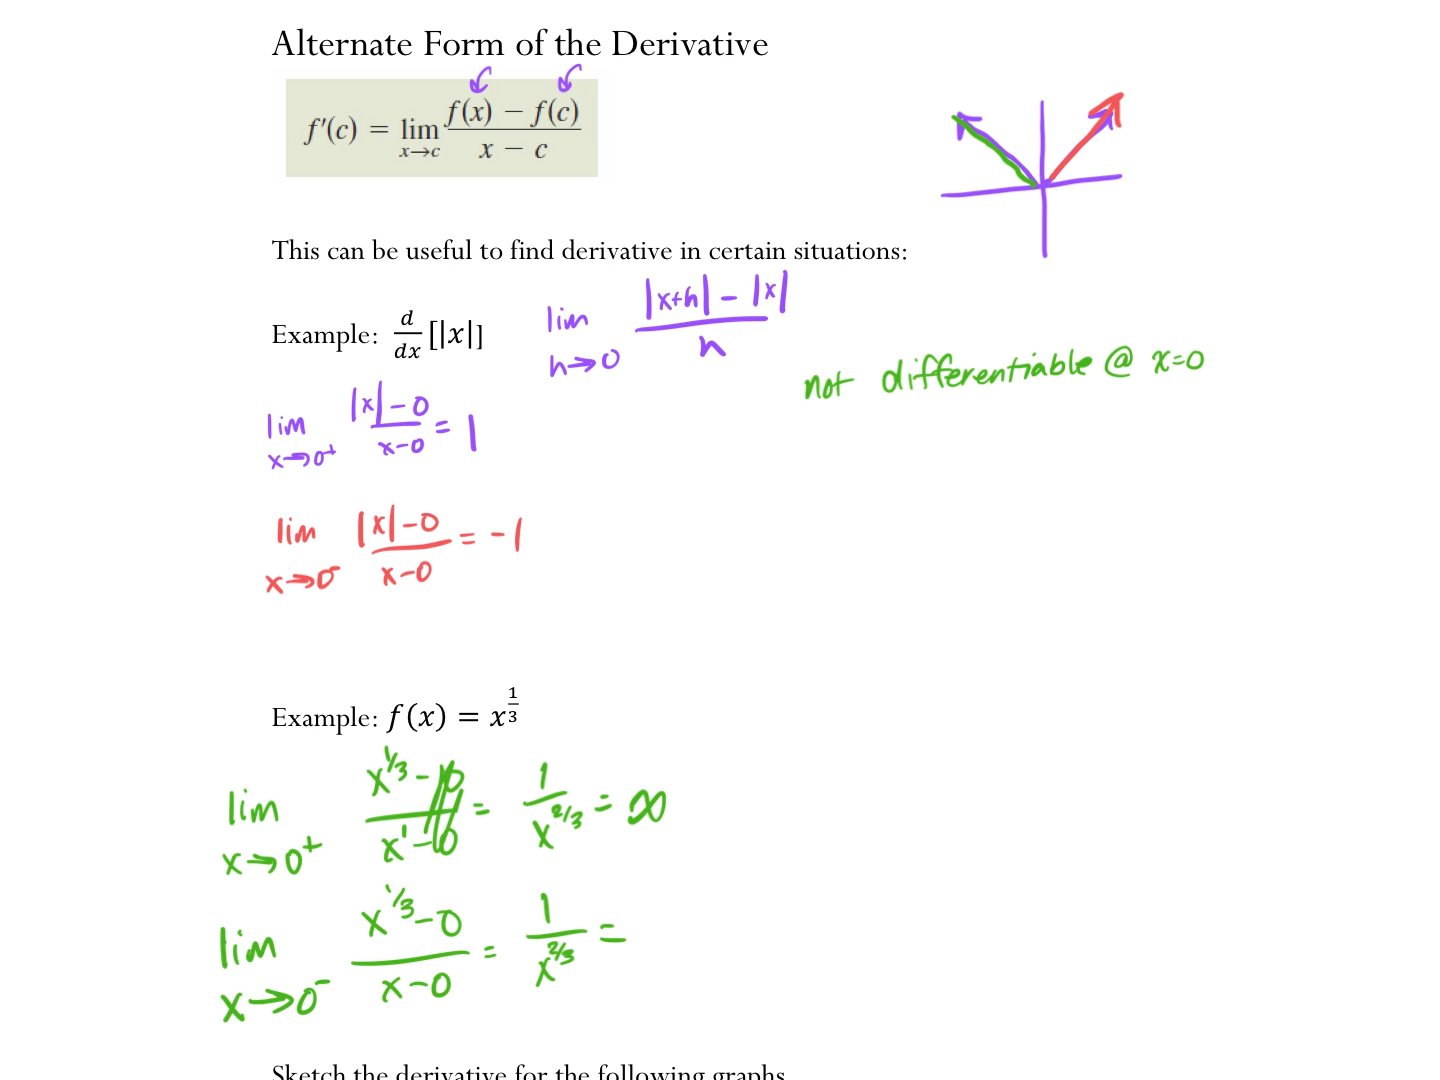 Alternate Form of the Derivative
f'(c) = lim x→c (f(x) − f(c)) / (x − c)
This can be useful to find derivative in certain situations:
Example: d/dx [|x|]
lim h→0 (|x+h| − |x|) / h
not differentiable @ x=0
lim x→0⁺ (|x| − 0) / (x−0) = 1
lim x→0⁻ (|x| − 0) / (x−0) = −1
Example: f(x) = x^(1/3)
lim x→0⁺ (x^(1/3) − 0) / (x^1 − 0) = 1 / x^(2/3) = ∞
lim x→0⁻ (x^(1/3) − 0) / (x − 0) = 1 / x^(2/3) =
Sketch the derivative for the following graphs